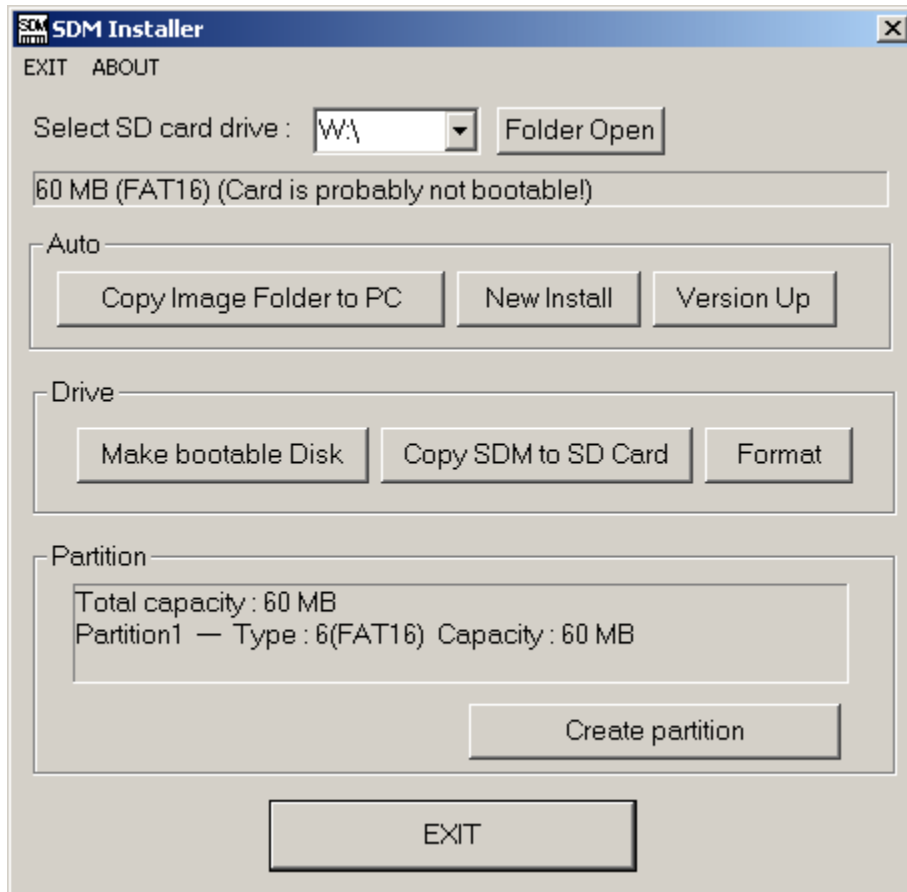 SDM SDM Installer
EXIT ABOUT
Select SD card drive : W:\ Folder Open
60 MB (FAT16) (Card is probably not bootable!)
Auto
Copy Image Folder to PC New Install Version Up
Drive
Make bootable Disk Copy SDM to SD Card Format
Partition
Total capacity : 60 MB
Partition1 — Type : 6(FAT16) Capacity : 60 MB
Create partition
EXIT